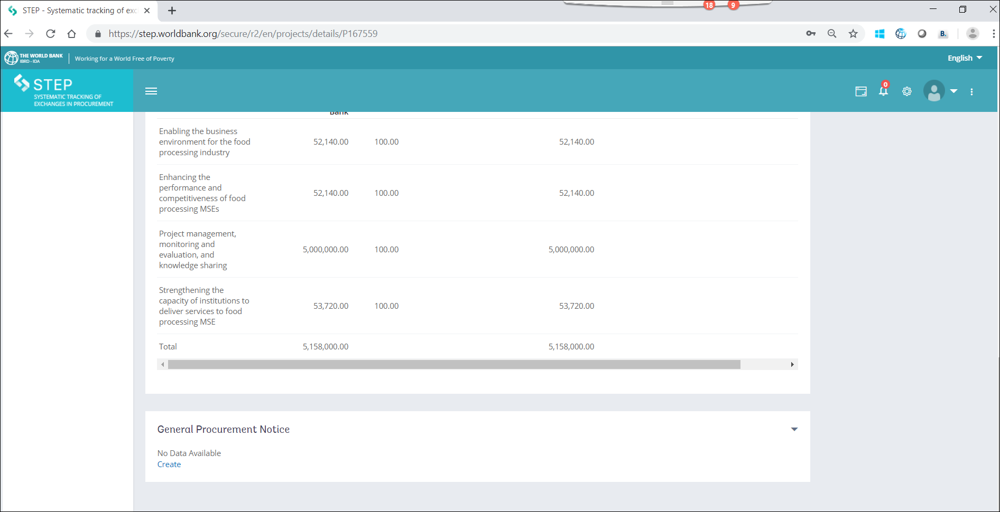 STEP - Systematic tracking of exc
18
9
https://step.worldbank.org/secure/r2/en/projects/details/P167559
B.
THE WORLD BANK
IBRD - IDA
Working for a World Free of Poverty
English
STEP
SYSTEMATIC TRACKING OF
EXCHANGES IN PROCUREMENT
0
Bank
Enabling the business
environment for the food 52,140.00 100.00 52,140.00
processing industry
Enhancing the
performance and
competitiveness of food 52,140.00 100.00 52,140.00
processing MSEs
Project management,
monitoring and 5,000,000.00 100.00 5,000,000.00
evaluation, and
knowledge sharing
Strengthening the
capacity of institutions to 53,720.00 100.00 53,720.00
deliver services to food
processing MSE
Total 5,158,000.00 5,158,000.00
General Procurement Notice
No Data Available
Create